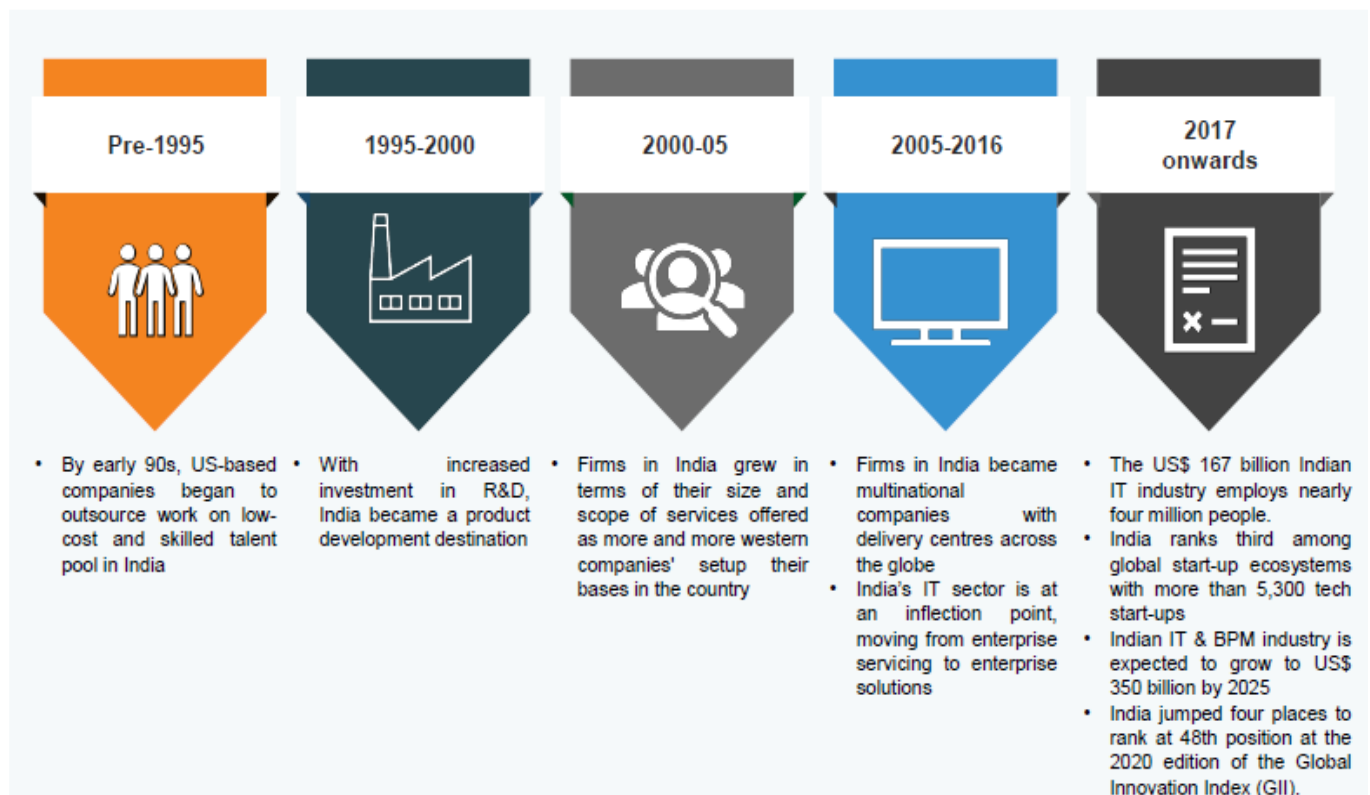 Pre-1995
1995-2000
2000-05
2005-2016
2017
onwards
• By early 90s, US-based
companies began to
outsource work on low-
cost and skilled talent
pool in India
• With increased
investment in R&D,
India became a product
development destination
• Firms in India grew in
terms of their size and
scope of services offered
as more and more western
companies' setup their
bases in the country
• Firms in India became
multinational
companies with
delivery centres across
the globe
• India's IT sector is at
an inflection point,
moving from enterprise
servicing to enterprise
solutions
• The US$ 167 billion Indian
IT industry employs nearly
four million people.
• India ranks third among
global start-up ecosystems
with more than 5,300 tech
start-ups
• Indian IT & BPM industry is
expected to grow to US$
350 billion by 2025
• India jumped four places to
rank at 48th position at the
2020 edition of the Global
Innovation Index (GII).